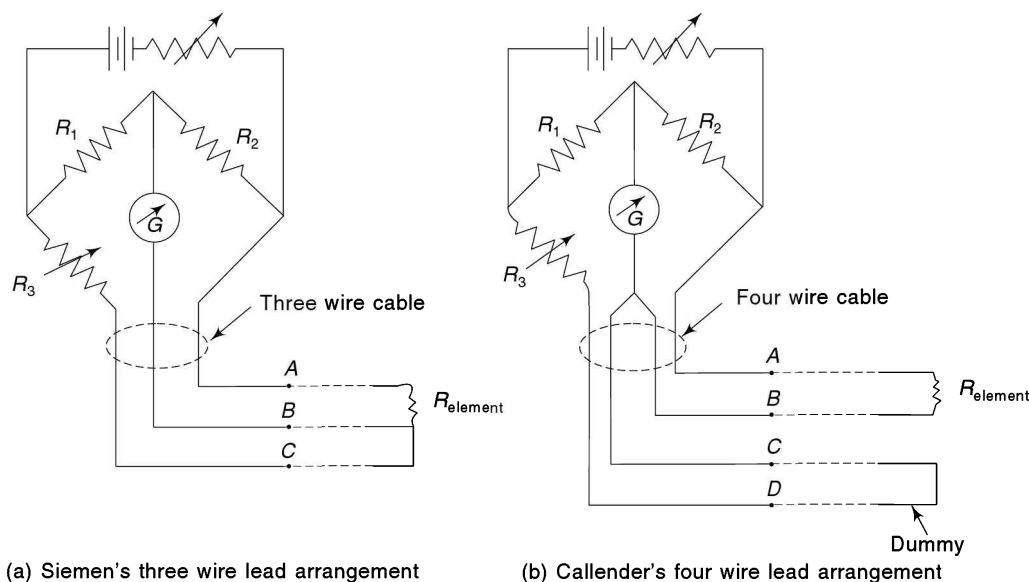 R1
R2
G
R3
Three wire cable
A
B
C
Relement
(a) Siemen's three wire lead arrangement
R1
R2
G
R3
Four wire cable
A
B
C
D
Relement
Dummy
(b) Callender's four wire lead arrangement